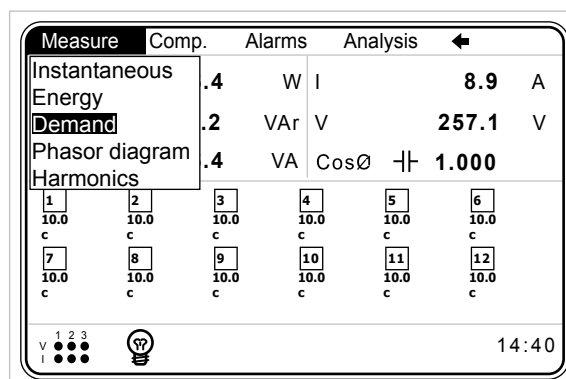 Measure Comp. Alarms Analysis
Instantaneous
Energy
Demand
Phasor diagram
Harmonics
.4 W I 8.9 A
.2 VAr V 257.1 V
.4 VA CosØ 1.000
1 2 3 4 5 6
10.0 10.0 10.0 10.0 10.0 10.0
c c c c c c
7 8 9 10 11 12
10.0 10.0 10.0 10.0 10.0 10.0
c c c c c c
1 2 3
V
I
14:40